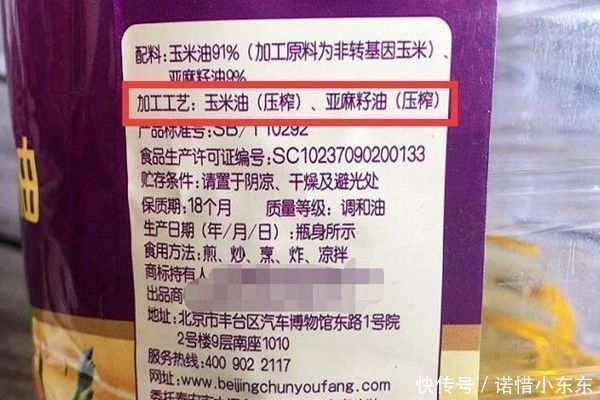 配料:玉米油91%(加工原料为非转基因玉米)、
亚麻籽油9%
加工工艺:玉米油(压榨)、亚麻籽油(压榨)
产品标准号:SB/T10292
食品生产许可证编号:SC10237090200133
贮存条件:请置于阴凉、干燥及避光处
保质期:18个月 质量等级:调和油
生产日期(年/月/日):瓶身所示
食用方法:煎、炒、烹、炸、凉拌
商标持有人
出品商
地址:北京市丰台区汽车博物馆东路1号院
2号楼9层南座1010
服务热线:400 902 2117
网址:www.beijingchunyoufang.com
油
快传号/诺惜小东东